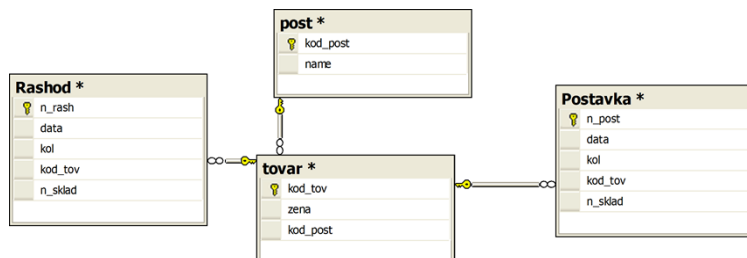 post *
kod_post
name
Rashod *
n_rash
data
kol
kod_tov
n_sklad
tovar *
kod_tov
zena
kod_post
Postavka *
n_post
data
kol
kod_tov
n_sklad